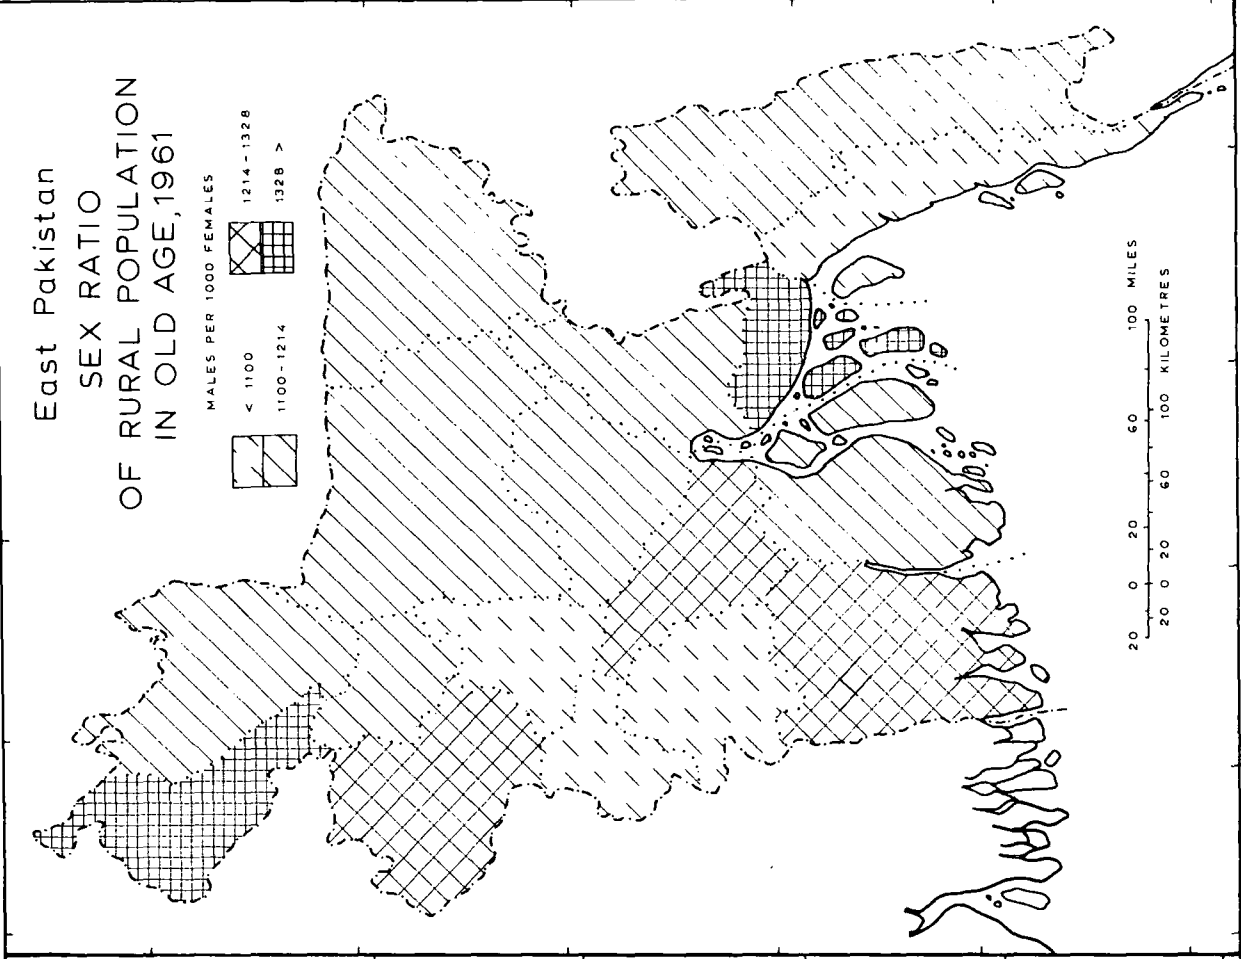 East Pakistan
SEX RATIO
OF RURAL POPULATION
IN OLD AGE, 1961
MALES PER 1000 FEMALES
< 1100
1100-1214
1214-1328
1328 >
20 0 20 60 100 MILES
20 0 20 60 100 KILOMETRES